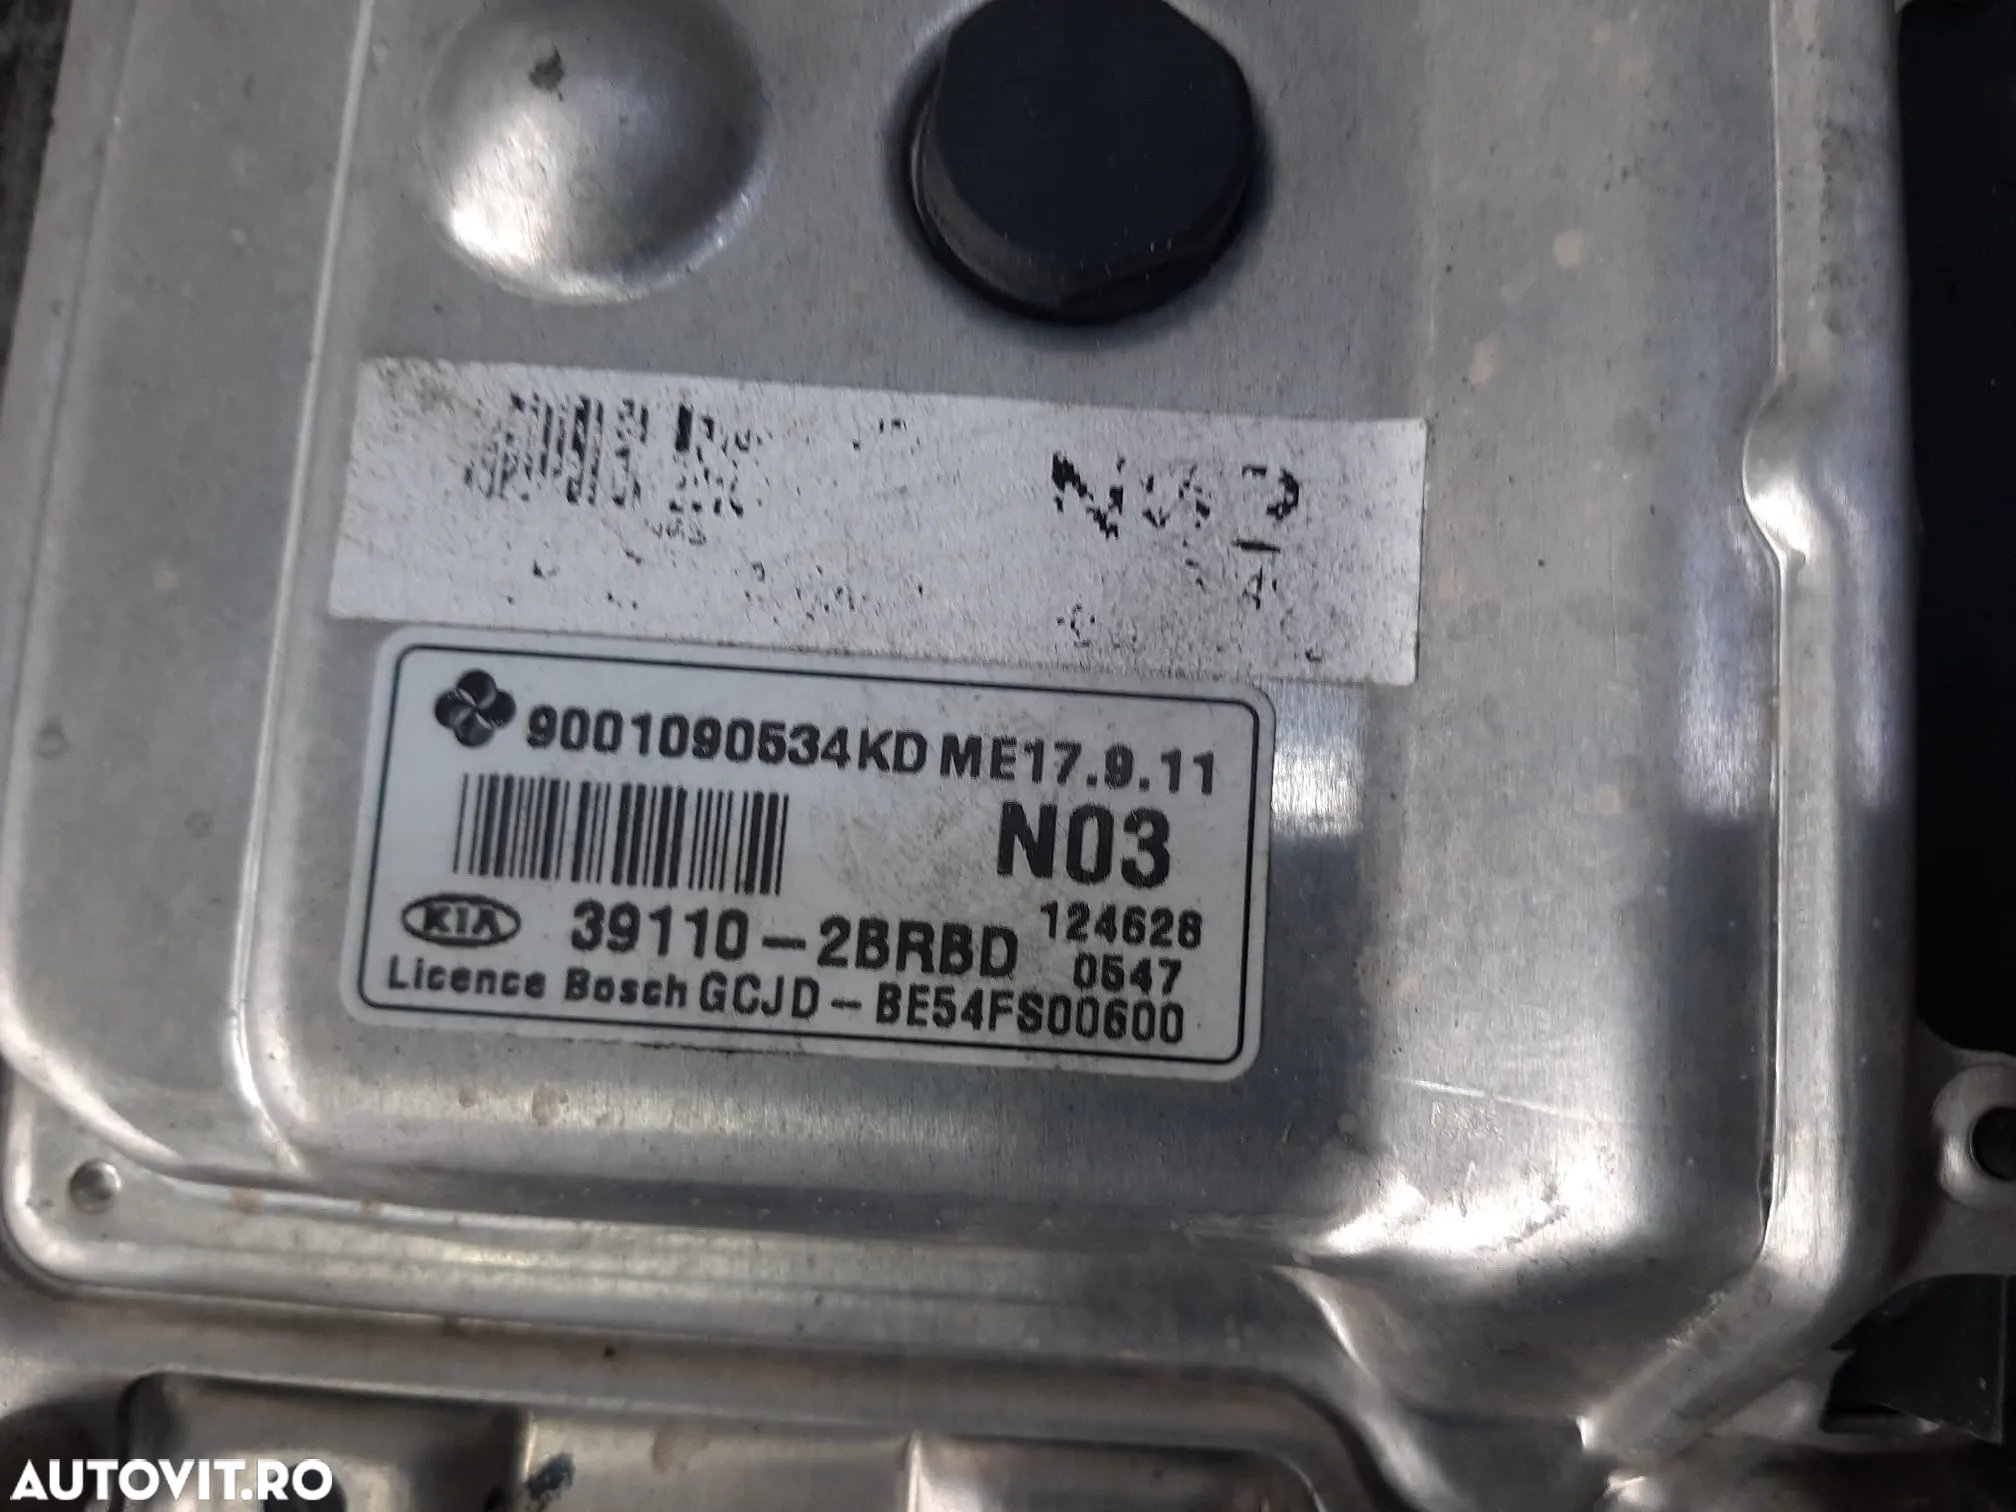 9001090534KD ME17.9.11
N03
KIA 39110-2BRBD 124628
0547
Licence Bosch GCJD-BE54FS00600
AUTOVIT.RO